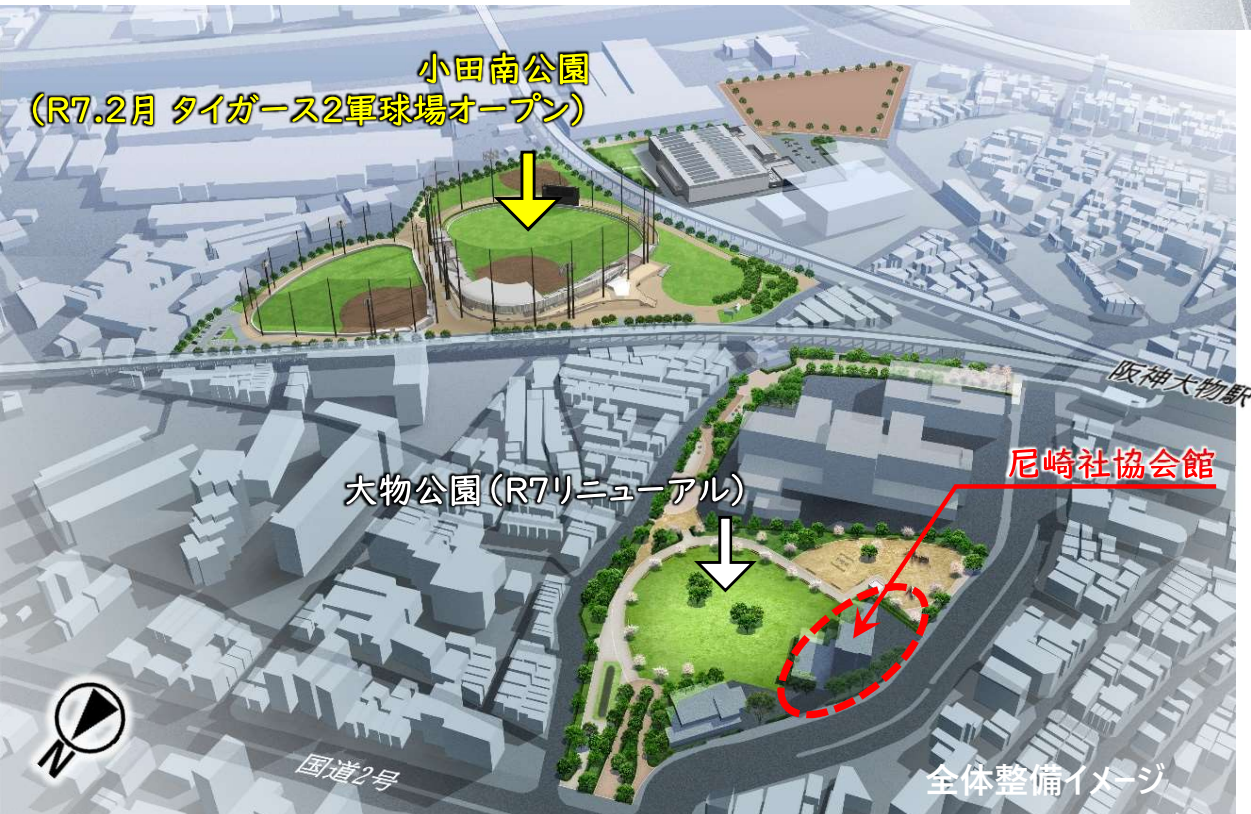 小田南公園
（R7.2月 タイガース2軍球場オープン）
阪神大物駅
尼崎社協会館
大物公園（R7リニューアル）
N
国道2号
全体整備イメージ